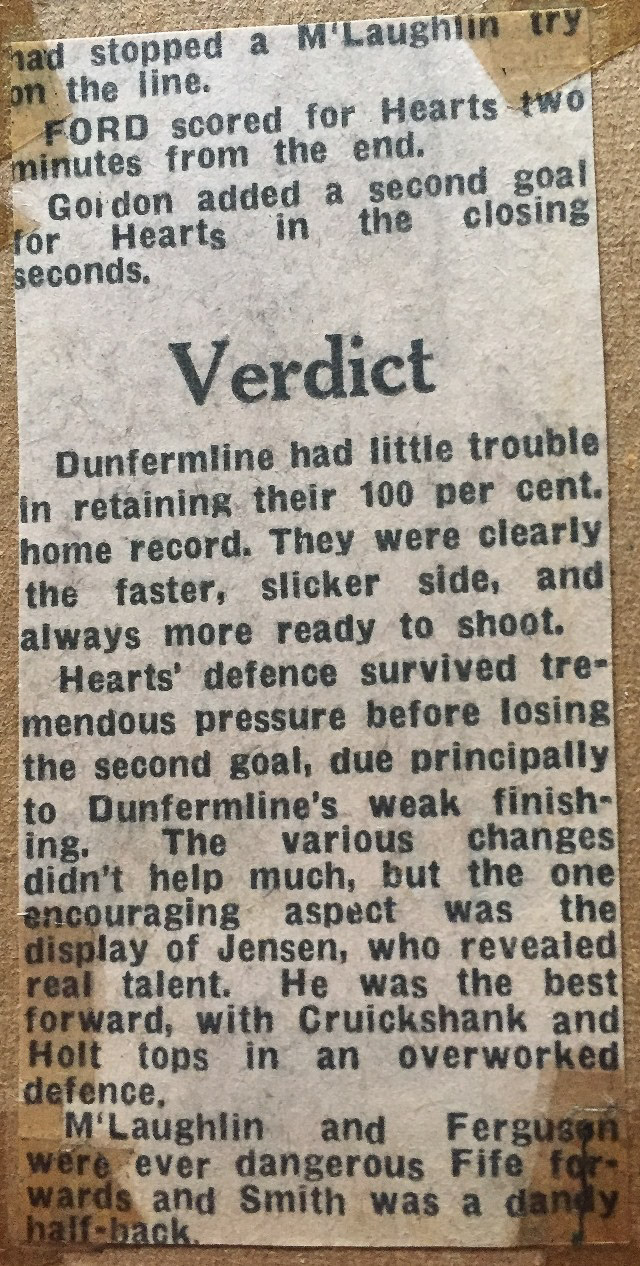 had stopped a M'Laughlin try
on the line.
FORD scored for Hearts two
minutes from the end.
Gordon added a second goal
for Hearts in the closing
seconds.
Verdict
Dunfermline had little trouble
in retaining their 100 per cent.
home record. They were clearly
the faster, slicker side, and
always more ready to shoot.
Hearts' defence survived tre-
mendous pressure before losing
the second goal, due principally
to Dunfermline's weak finish-
ing. The various changes
didn't help much, but the one
encouraging aspect was the
display of Jensen, who revealed
real talent. He was the best
forward, with Cruickshank and
Holt tops in an overworked
defence.
M'Laughlin and Ferguson
were ever dangerous Fife for-
wards and Smith was a dandy
half-back.